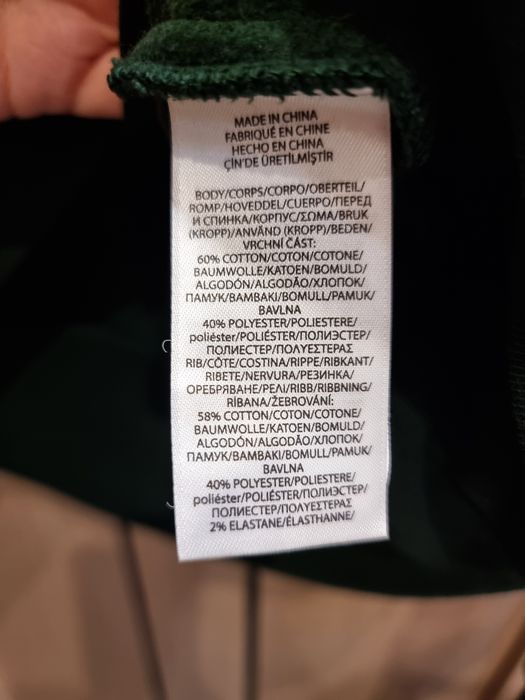 MADE IN CHINA
FABRIQUÉ EN CHINE
HECHO EN CHINA
ÇİN'DE ÜRETİLMİŞTİR
BODY/CORPS/CORPO/OBERTEIL/
ROMP/HOVEDDEL/CUERPO/ПЕРЕД
И СПИНКА/КОРПУС/ΣΩΜΑ/BRUK
(KROPP)/ANVÄND (KROPP)/BEDEN/
VRCHNÍ ČÁST:
60% COTTON/COTON/COTONE/
BAUMWOLLE/KATOEN/BOMULD/
ALGODÓN/ALGODÃO/ХЛОПОК/
ПАМУК/ΒΑΜΒΑΚΙ/BOMULL/PAMUK/
BAVLNA
40% POLYESTER/POLIESTERE/
poliéster/POLIÉSTER/ПОЛИЭСТЕР/
ПОЛИЕСТЕР/ΠΟΛΥΕΣΤΕΡΑΣ
RIB/CÔTE/COSTINA/RIPPE/RIBKANT/
RIBETE/NERVURA/РЕЗИНКА/
ОРЕБРЯВАНЕ/ΡΕΛΙ/RIBB/RIBBNING/
RİBANA/ŽEBROVÁNÍ:
58% COTTON/COTON/COTONE/
BAUMWOLLE/KATOEN/BOMULD/
ALGODÓN/ALGODÃO/ХЛОПОК/
ПАМУК/ΒΑΜΒΑΚΙ/BOMULL/PAMUK/
BAVLNA
40% POLYESTER/POLIESTERE/
poliéster/POLIÉSTER/ПОЛИЭСТЕР/
ПОЛИЕСТЕР/ΠΟΛΥΕΣΤΕΡΑΣ
2% ELASTANE/ÉLASTHANNE/